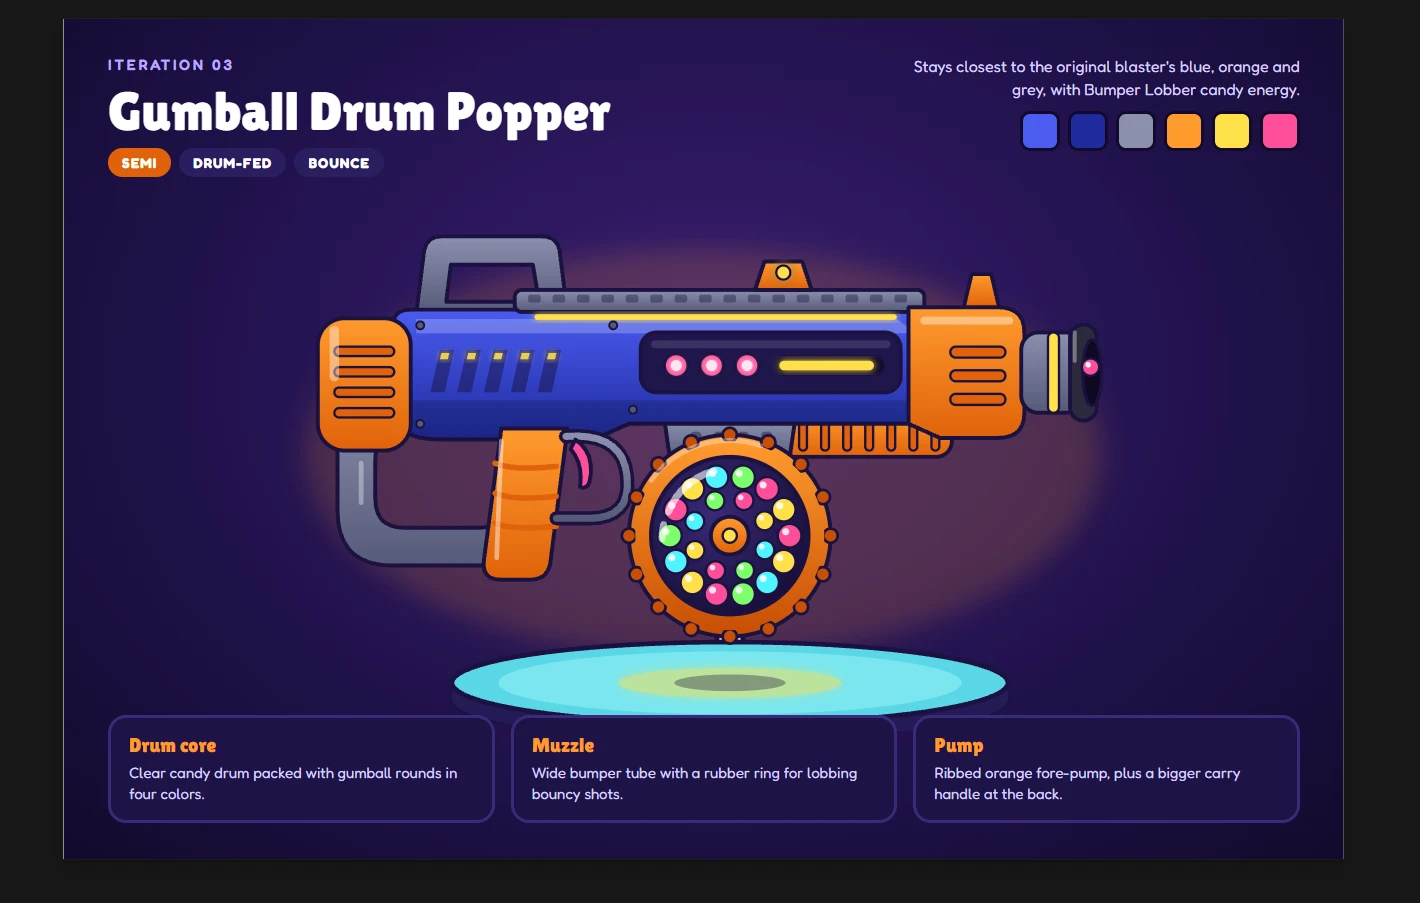 ITERATION 03
Gumball Drum Popper
SEMI
DRUM-FED
BOUNCE
Stays closest to the original blaster's blue, orange and
grey, with Bumper Lobber candy energy.
Drum core
Clear candy drum packed with gumball rounds in
four colors.
Muzzle
Wide bumper tube with a rubber ring for lobbing
bouncy shots.
Pump
Ribbed orange fore-pump, plus a bigger carry
handle at the back.